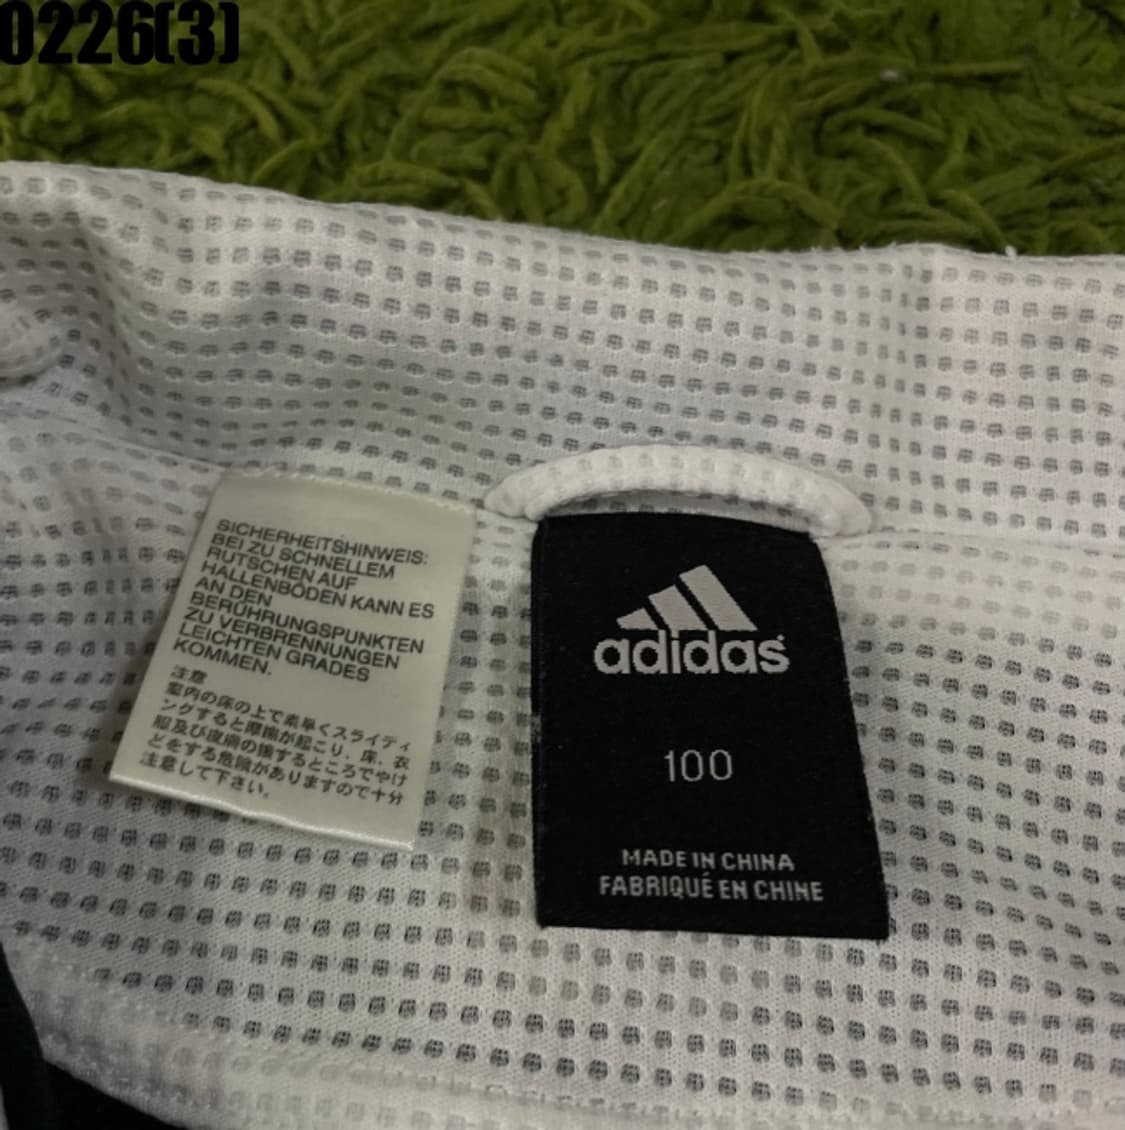 0226(3)
SICHERHEITSHINWEIS:
BEI ZU SCHNELLEM
RUTSCHEN AUF
HALLENBÖDEN KANN ES
AN DEN
BERÜHRUNGSPUNKTEN
ZU VERBRENNUNGEN
LEICHTEN GRADES
KOMMEN.
注意
室内の床の上で素早くスライディ
ングすると摩擦が起こり、床、衣
服及び皮膚の接するところでやけ
どをする危険がありますので十分
注意して下さい。
adidas
100
MADE IN CHINA
FABRIQUÉ EN CHINE